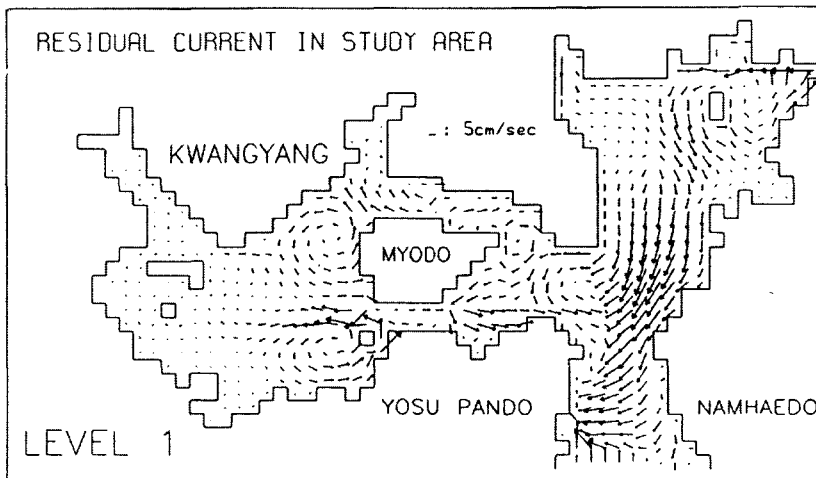 RESIDUAL CURRENT IN STUDY AREA
_: 5cm/sec
KWANGYANG
MYODO
YOSU PANDO
NAMHAEDO
LEVEL 1